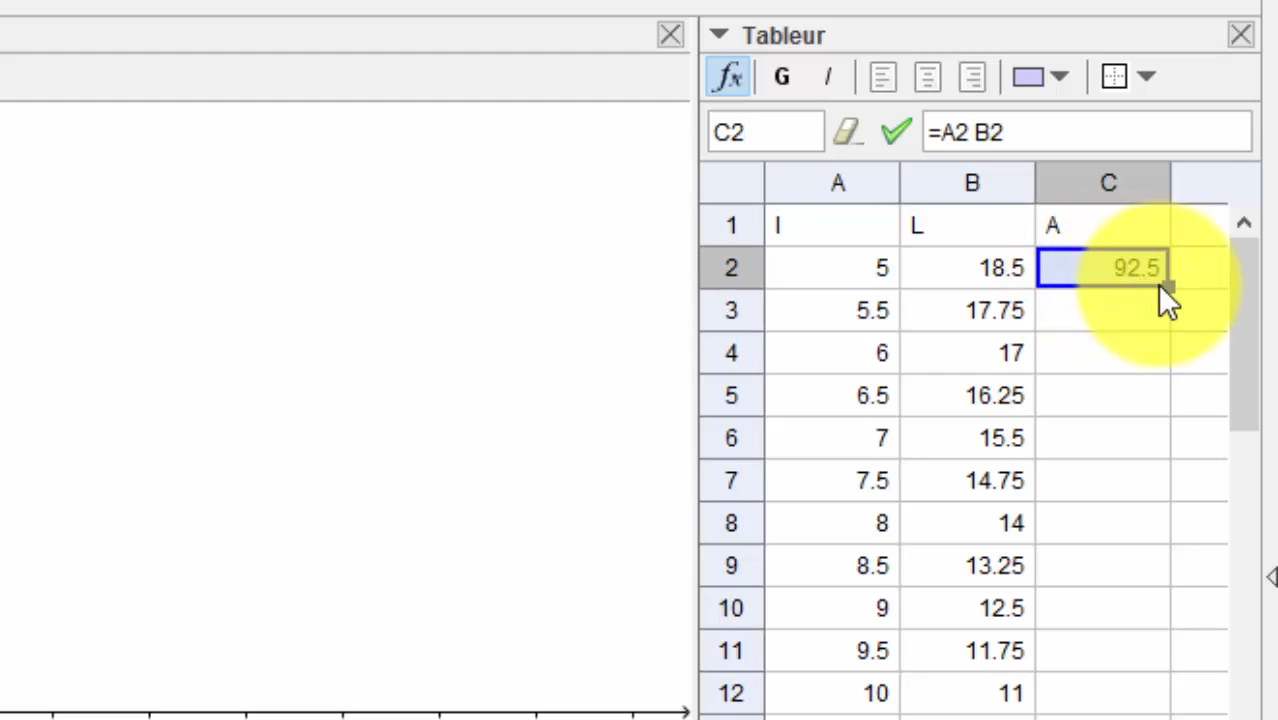 Tableur
fx G I
C2 =A2 B2
A B C
1 I L A
2 5 18.5 92.5
3 5.5 17.75
4 6 17
5 6.5 16.25
6 7 15.5
7 7.5 14.75
8 8 14
9 8.5 13.25
10 9 12.5
11 9.5 11.75
12 10 11